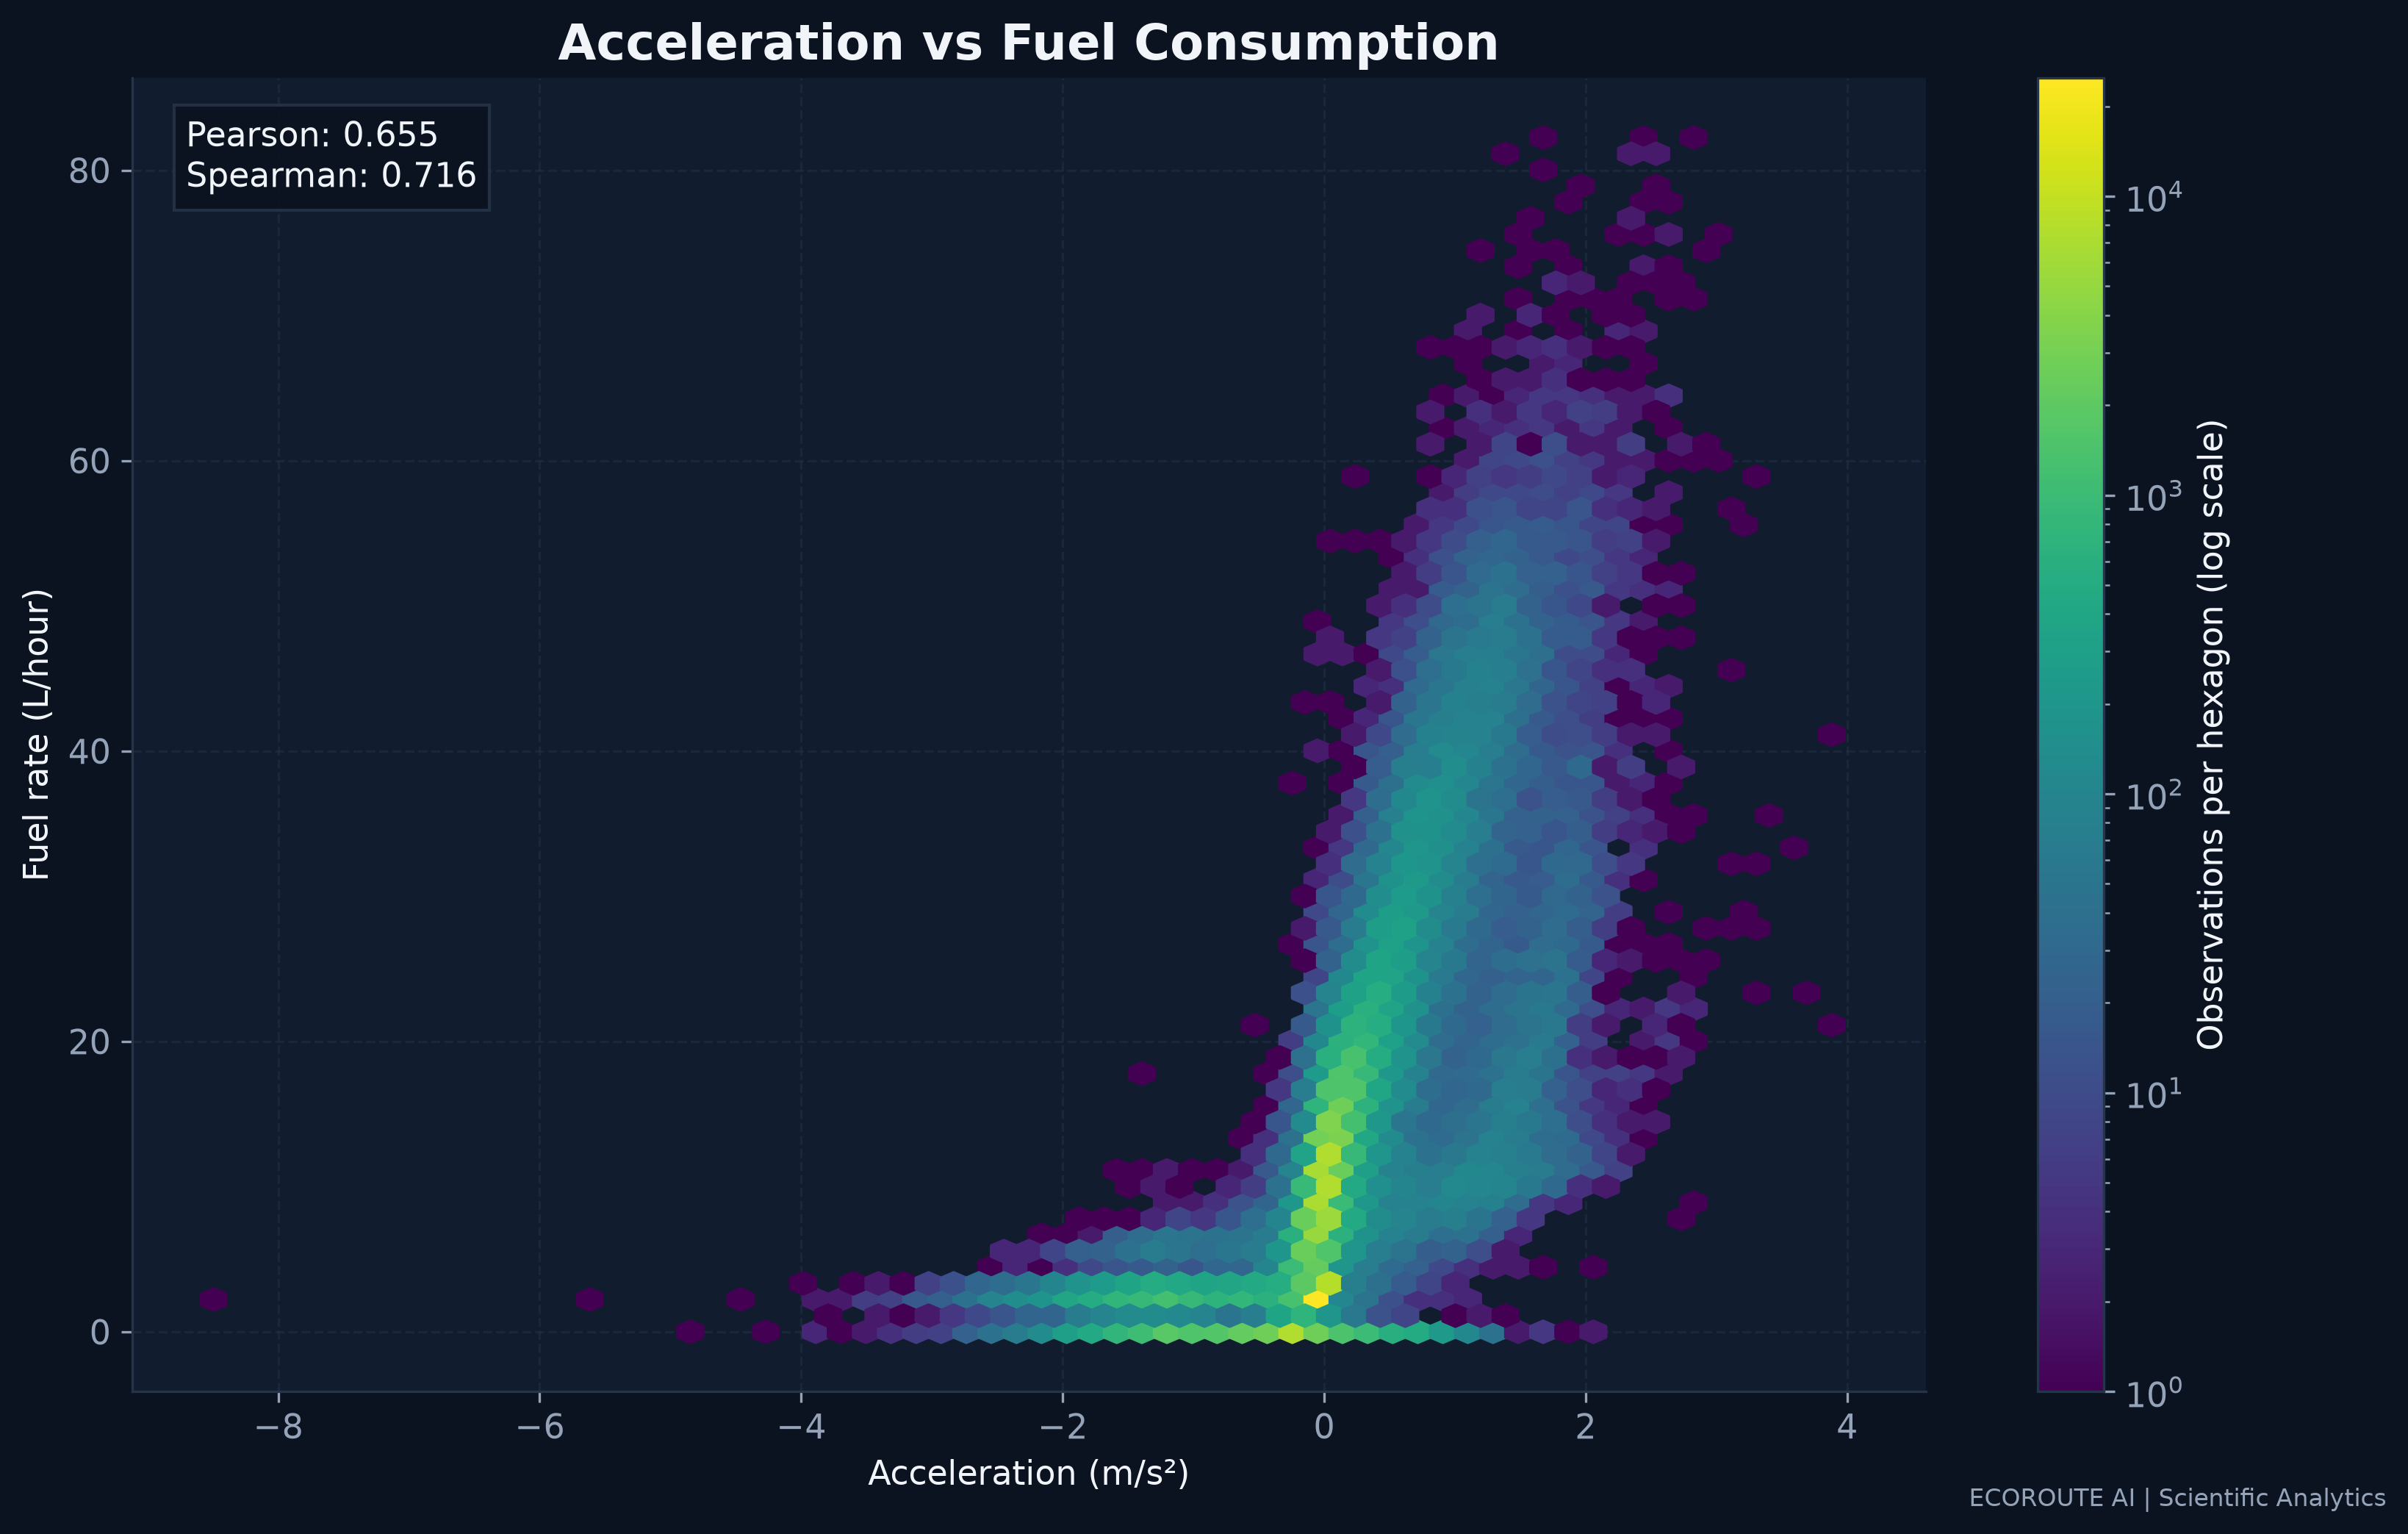 Acceleration vs Fuel Consumption
Pearson: 0.655
Spearman: 0.716
80
60
40
20
0
Fuel rate (L/hour)
−8
−6
−4
−2
0
2
4
Acceleration (m/s²)
10⁴
10³
10²
10¹
10⁰
Observations per hexagon (log scale)
ECOROUTE AI | Scientific Analytics